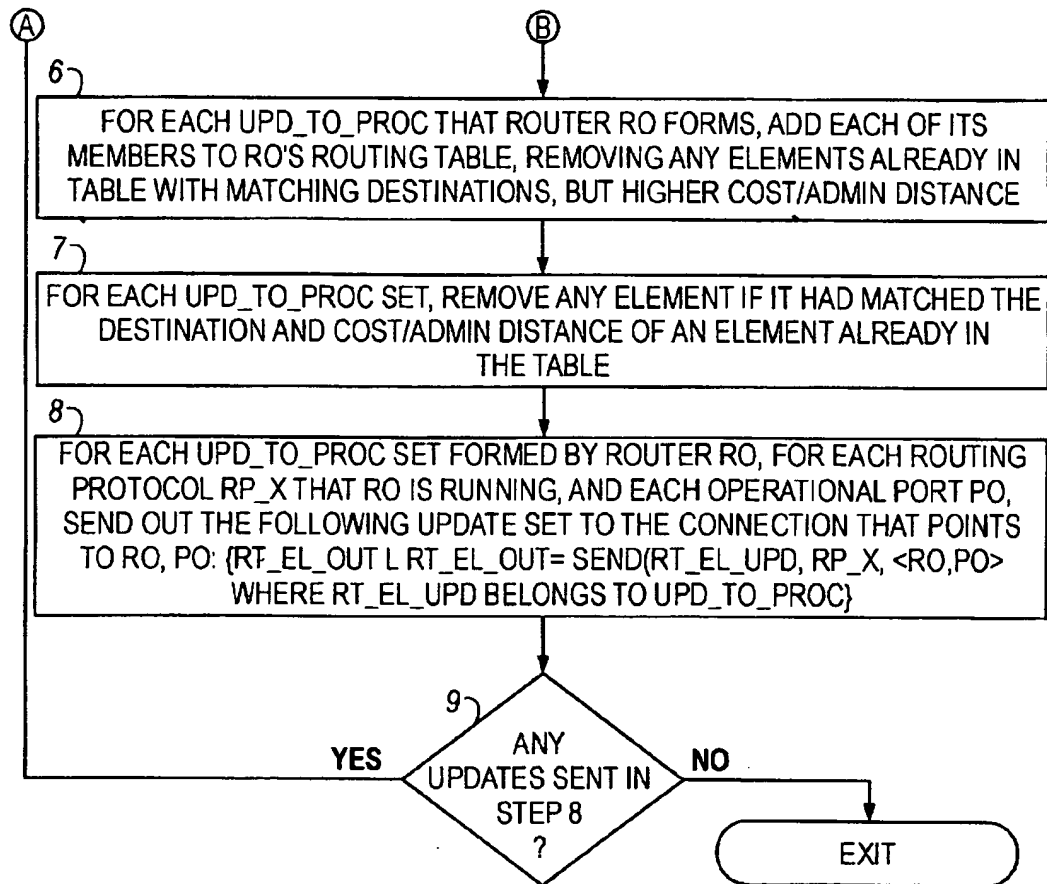 A
B
6
FOR EACH UPD_TO_PROC THAT ROUTER RO FORMS, ADD EACH OF ITS
MEMBERS TO RO'S ROUTING TABLE, REMOVING ANY ELEMENTS ALREADY IN
TABLE WITH MATCHING DESTINATIONS, BUT HIGHER COST/ADMIN DISTANCE
7
FOR EACH UPD_TO_PROC SET, REMOVE ANY ELEMENT IF IT HAD MATCHED THE
DESTINATION AND COST/ADMIN DISTANCE OF AN ELEMENT ALREADY IN
THE TABLE
8
FOR EACH UPD_TO_PROC SET FORMED BY ROUTER RO, FOR EACH ROUTING
PROTOCOL RP_X THAT RO IS RUNNING, AND EACH OPERATIONAL PORT PO,
SEND OUT THE FOLLOWING UPDATE SET TO THE CONNECTION THAT POINTS
TO RO, PO: {RT_EL_OUT L RT_EL_OUT= SEND(RT_EL_UPD, RP_X, <RO,PO>
WHERE RT_EL_UPD BELONGS TO UPD_TO_PROC}
9
YES
ANY
UPDATES SENT IN
STEP 8
?
NO
EXIT